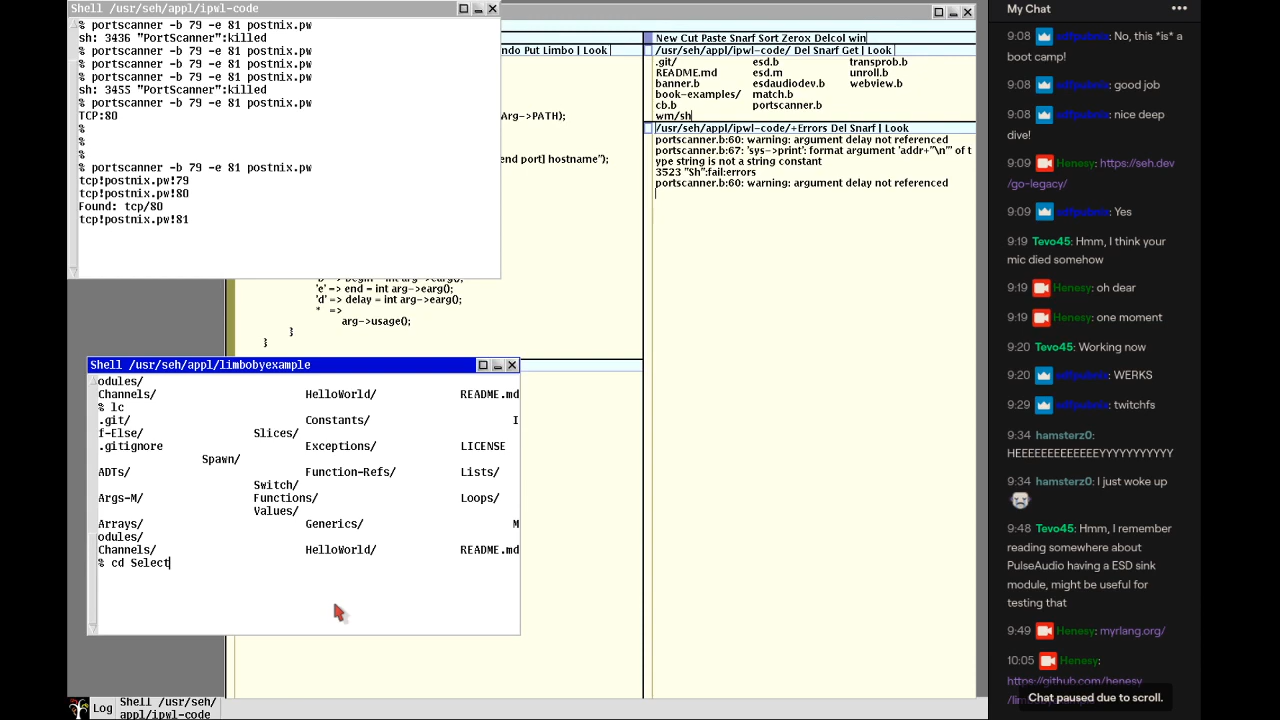 Shell /usr/seh/appl/ipwl-code
% portscanner -b 79 -e 81 postnix.pw
sh: 3436 "PortScanner":killed
% portscanner -b 79 -e 81 postnix.pw
% portscanner -b 79 -e 81 postnix.pw
% portscanner -b 79 -e 81 postnix.pw
sh: 3455 "PortScanner":killed
% portscanner -b 79 -e 81 postnix.pw
TCP:80
%
%
%
% portscanner -b 79 -e 81 postnix.pw
tcp!postnix.pw!79
tcp!postnix.pw!80
Found: tcp/80
tcp!postnix.pw!81
ndo Put Limbo | Look |
Arg->PATH);
end port] hostname");
'e' => end = int arg->earg();
'd' => delay = int arg->earg();
* =>
arg->usage();
}
}
Shell /usr/seh/appl/limbobyexample
odules/
Channels/ HelloWorld/ README.md
% lc
.git/ Constants/ I
f-Else/ Slices/
.gitignore Exceptions/ LICENSE
Spawn/
ADTs/ Function-Refs/ Lists/
Switch/
Args-M/ Functions/ Loops/
Values/
Arrays/ Generics/ M
odules/
Channels/ HelloWorld/ README.md
% cd Select
Log
Shell /usr/seh/
appl/ipwl-code
New Cut Paste Snarf Sort Zerox Delcol win
/usr/seh/appl/ipwl-code/ Del Snarf Get | Look
.git/ esd.b transprob.b
README.md esd.m unroll.b
banner.b esdaudiodev.b webview.b
book-examples/ match.b
cb.b portscanner.b
wm/sh
/usr/seh/appl/ipwl-code/+Errors Del Snarf | Look
portscanner.b:60: warning: argument delay not referenced
portscanner.b:67: 'sys->print': format argument 'addr+"\n"' of t
ype string is not a string constant
3523 "Sh":fail:errors
portscanner.b:60: warning: argument delay not referenced
My Chat
9:08 No, this *is* a
boot camp!
9:08 good job
9:08 nice deep
dive!
9:09 Henesy: https://seh.dev
/go-legacy/
9:09 Yes
9:19 Tevo45: Hmm, I think your
mic died somehow
9:19 Henesy: oh dear
9:19 Henesy: one moment
9:20 Tevo45: Working now
9:20 WERKS
9:29 twitchfs
9:34 hamsterz0:
HEEEEEEEEEEEEYYYYYYYYYYY
9:34 hamsterz0: I just woke up
9:48 Tevo45: Hmm, I remember
reading somewhere about
PulseAudio having a ESD sink
module, might be useful for
testing that
9:49 Henesy: myrlang.org/
10:05 Henesy:
https://github.com/henesy
Chat paused due to scroll.